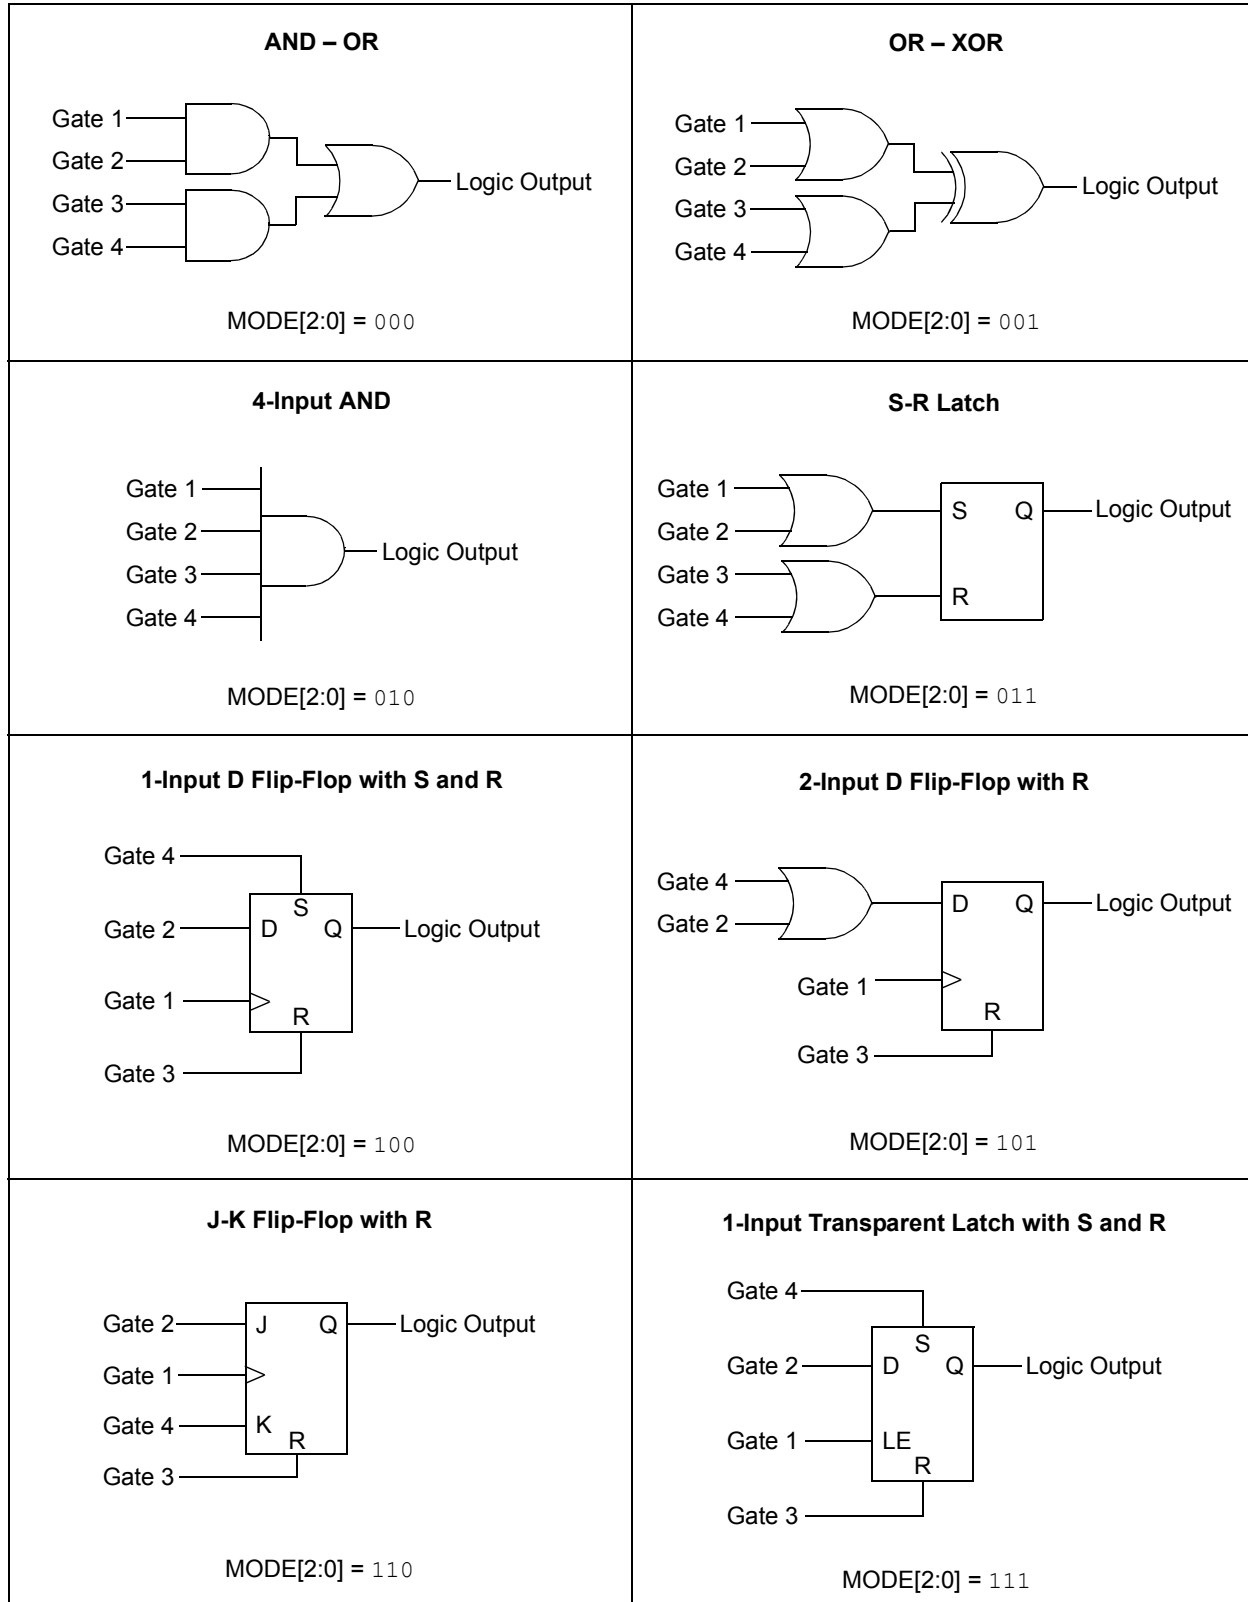 AND – OR
Gate 1
Gate 2
Gate 3
Gate 4
Logic Output
MODE[2:0] = 000
OR – XOR
Gate 1
Gate 2
Gate 3
Gate 4
Logic Output
MODE[2:0] = 001
4-Input AND
Gate 1
Gate 2
Gate 3
Gate 4
Logic Output
MODE[2:0] = 010
S-R Latch
Gate 1
Gate 2
Gate 3
Gate 4
S Q
R
Logic Output
MODE[2:0] = 011
1-Input D Flip-Flop with S and R
Gate 4
S
Gate 2
D Q
Logic Output
Gate 1
R
Gate 3
MODE[2:0] = 100
2-Input D Flip-Flop with R
Gate 4
Gate 2
D Q
Logic Output
Gate 1
R
Gate 3
MODE[2:0] = 101
J-K Flip-Flop with R
Gate 2
J Q
Logic Output
Gate 1
Gate 4
K
R
Gate 3
MODE[2:0] = 110
1-Input Transparent Latch with S and R
Gate 4
S
Gate 2
D Q
Logic Output
Gate 1
LE
R
Gate 3
MODE[2:0] = 111